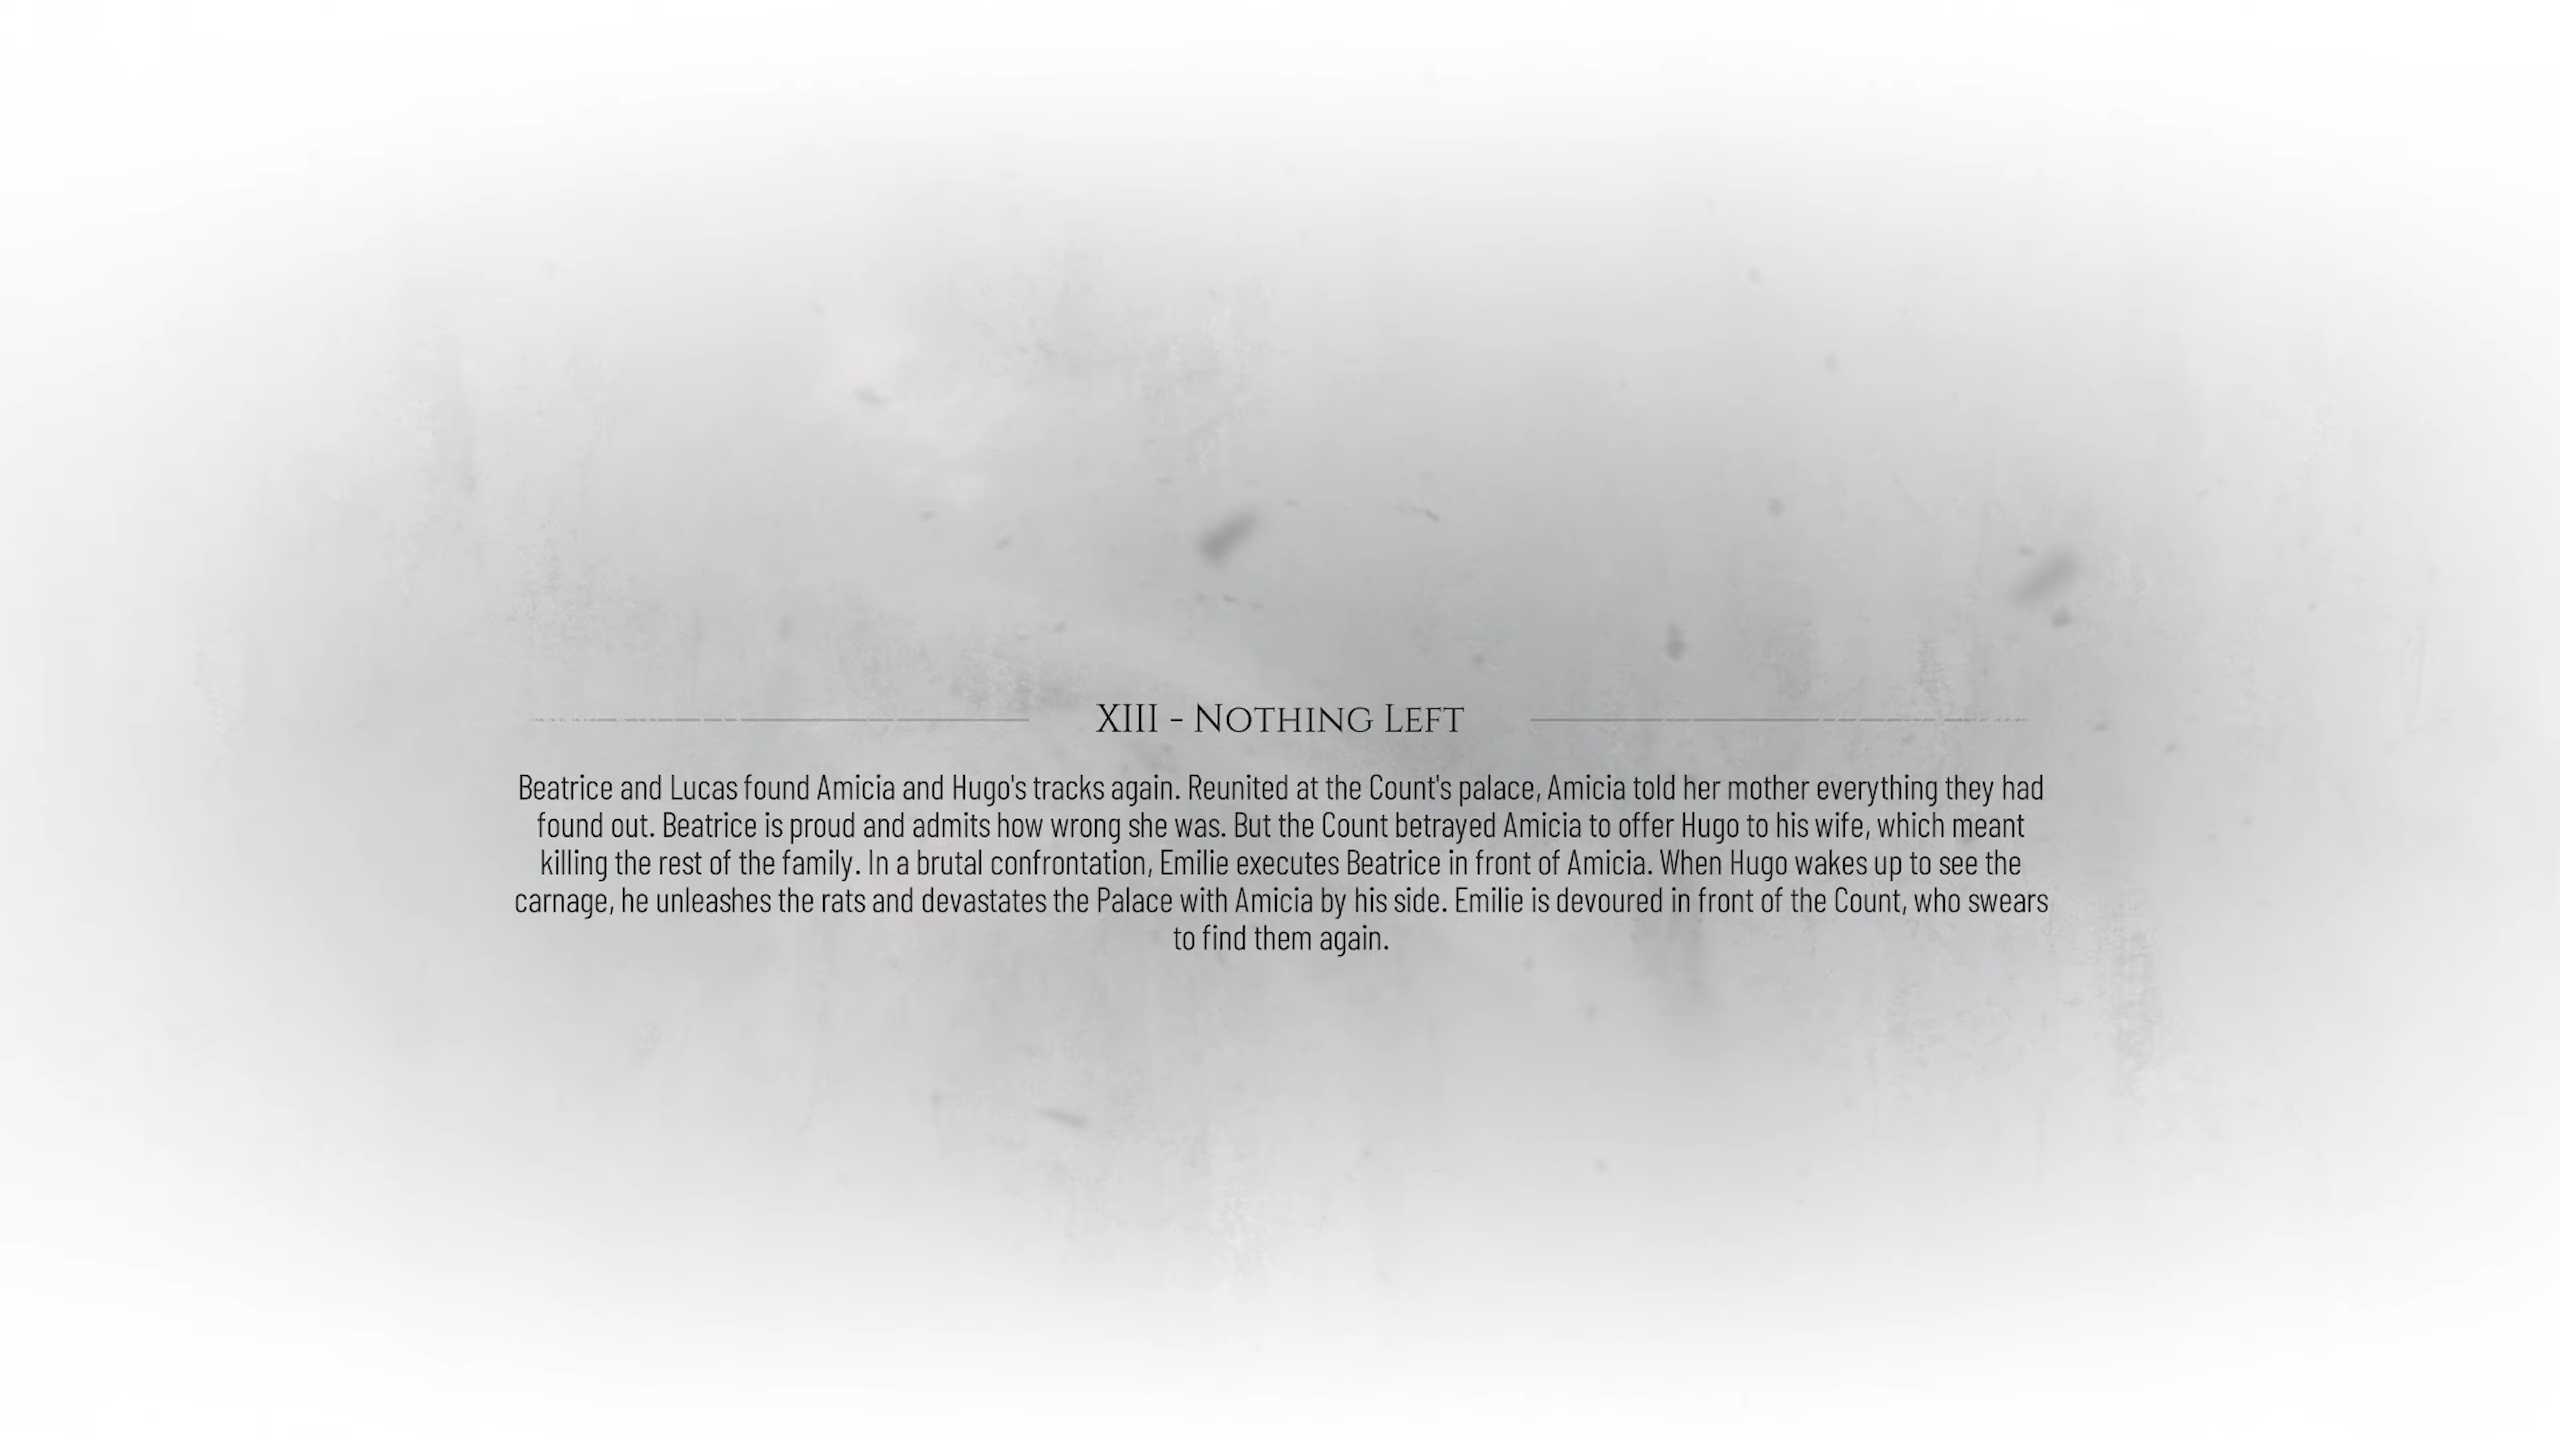 XIII - Nothing Left
Beatrice and Lucas found Amicia and Hugo's tracks again. Reunited at the Count's palace, Amicia told her mother everything they had
found out. Beatrice is proud and admits how wrong she was. But the Count betrayed Amicia to offer Hugo to his wife, which meant
killing the rest of the family. In a brutal confrontation, Emilie executes Beatrice in front of Amicia. When Hugo wakes up to see the
carnage, he unleashes the rats and devastates the Palace with Amicia by his side. Emilie is devoured in front of the Count, who swears
to find them again.